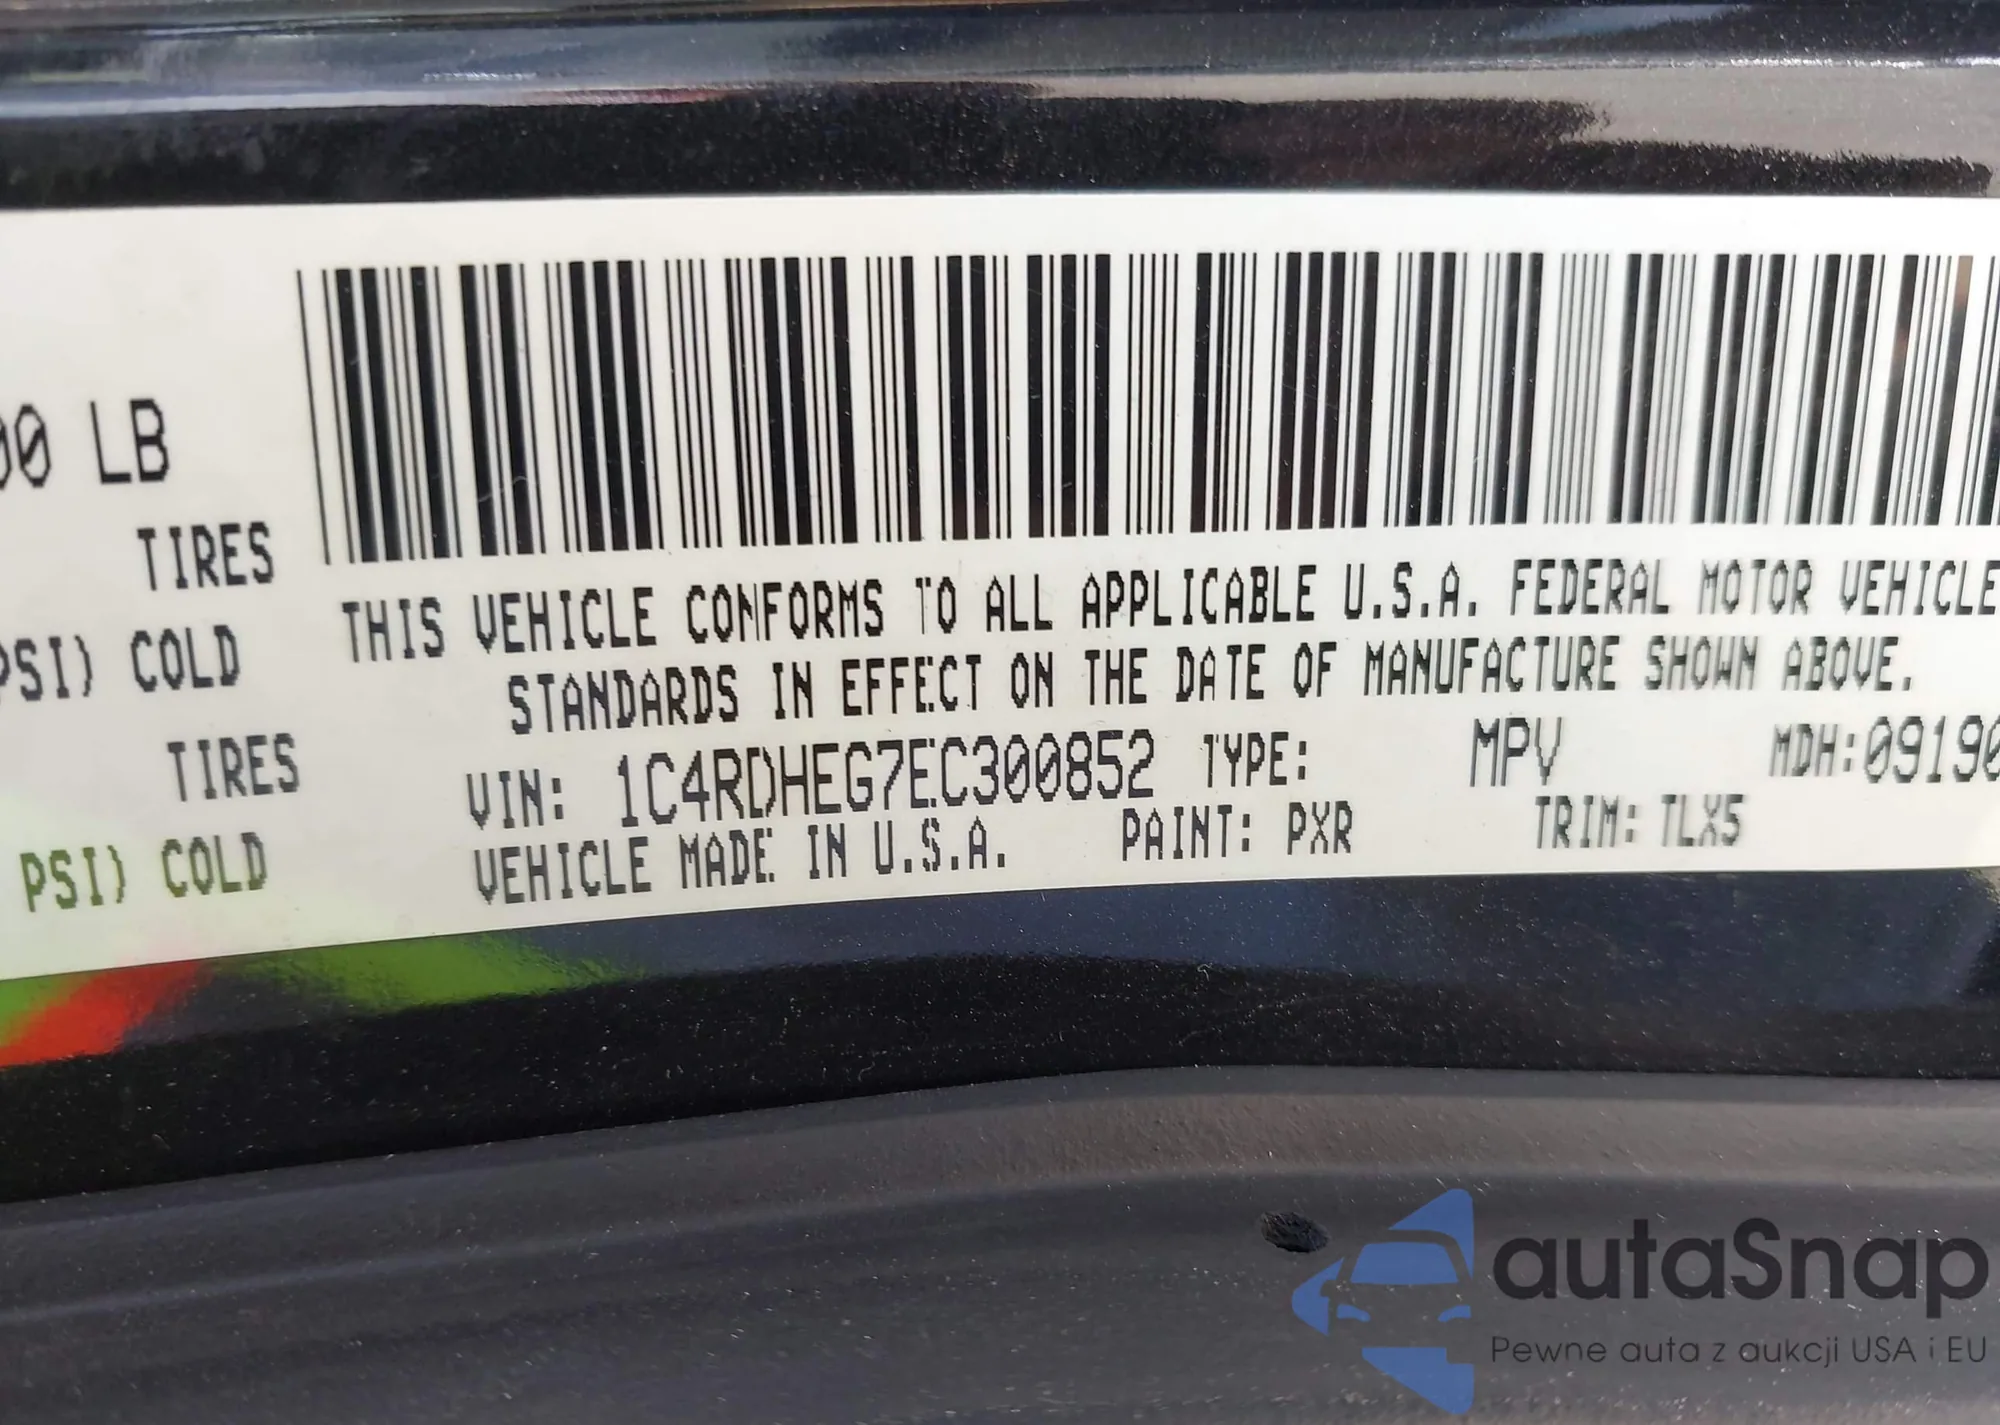 00 LB
TIRES
PSI) COLD
TIRES
PSI) COLD
THIS VEHICLE CONFORMS TO ALL APPLICABLE U.S.A. FEDERAL MOTOR VEHICLE
STANDARDS IN EFFECT ON THE DATE OF MANUFACTURE SHOWN ABOVE.
VIN: 1C4RDHEG7EC300852 TYPE: MPV MDH:09190
VEHICLE MADE IN U.S.A. PAINT: PXR TRIM: TLX5
autaSnap
Pewne auta z aukcji USA i EU